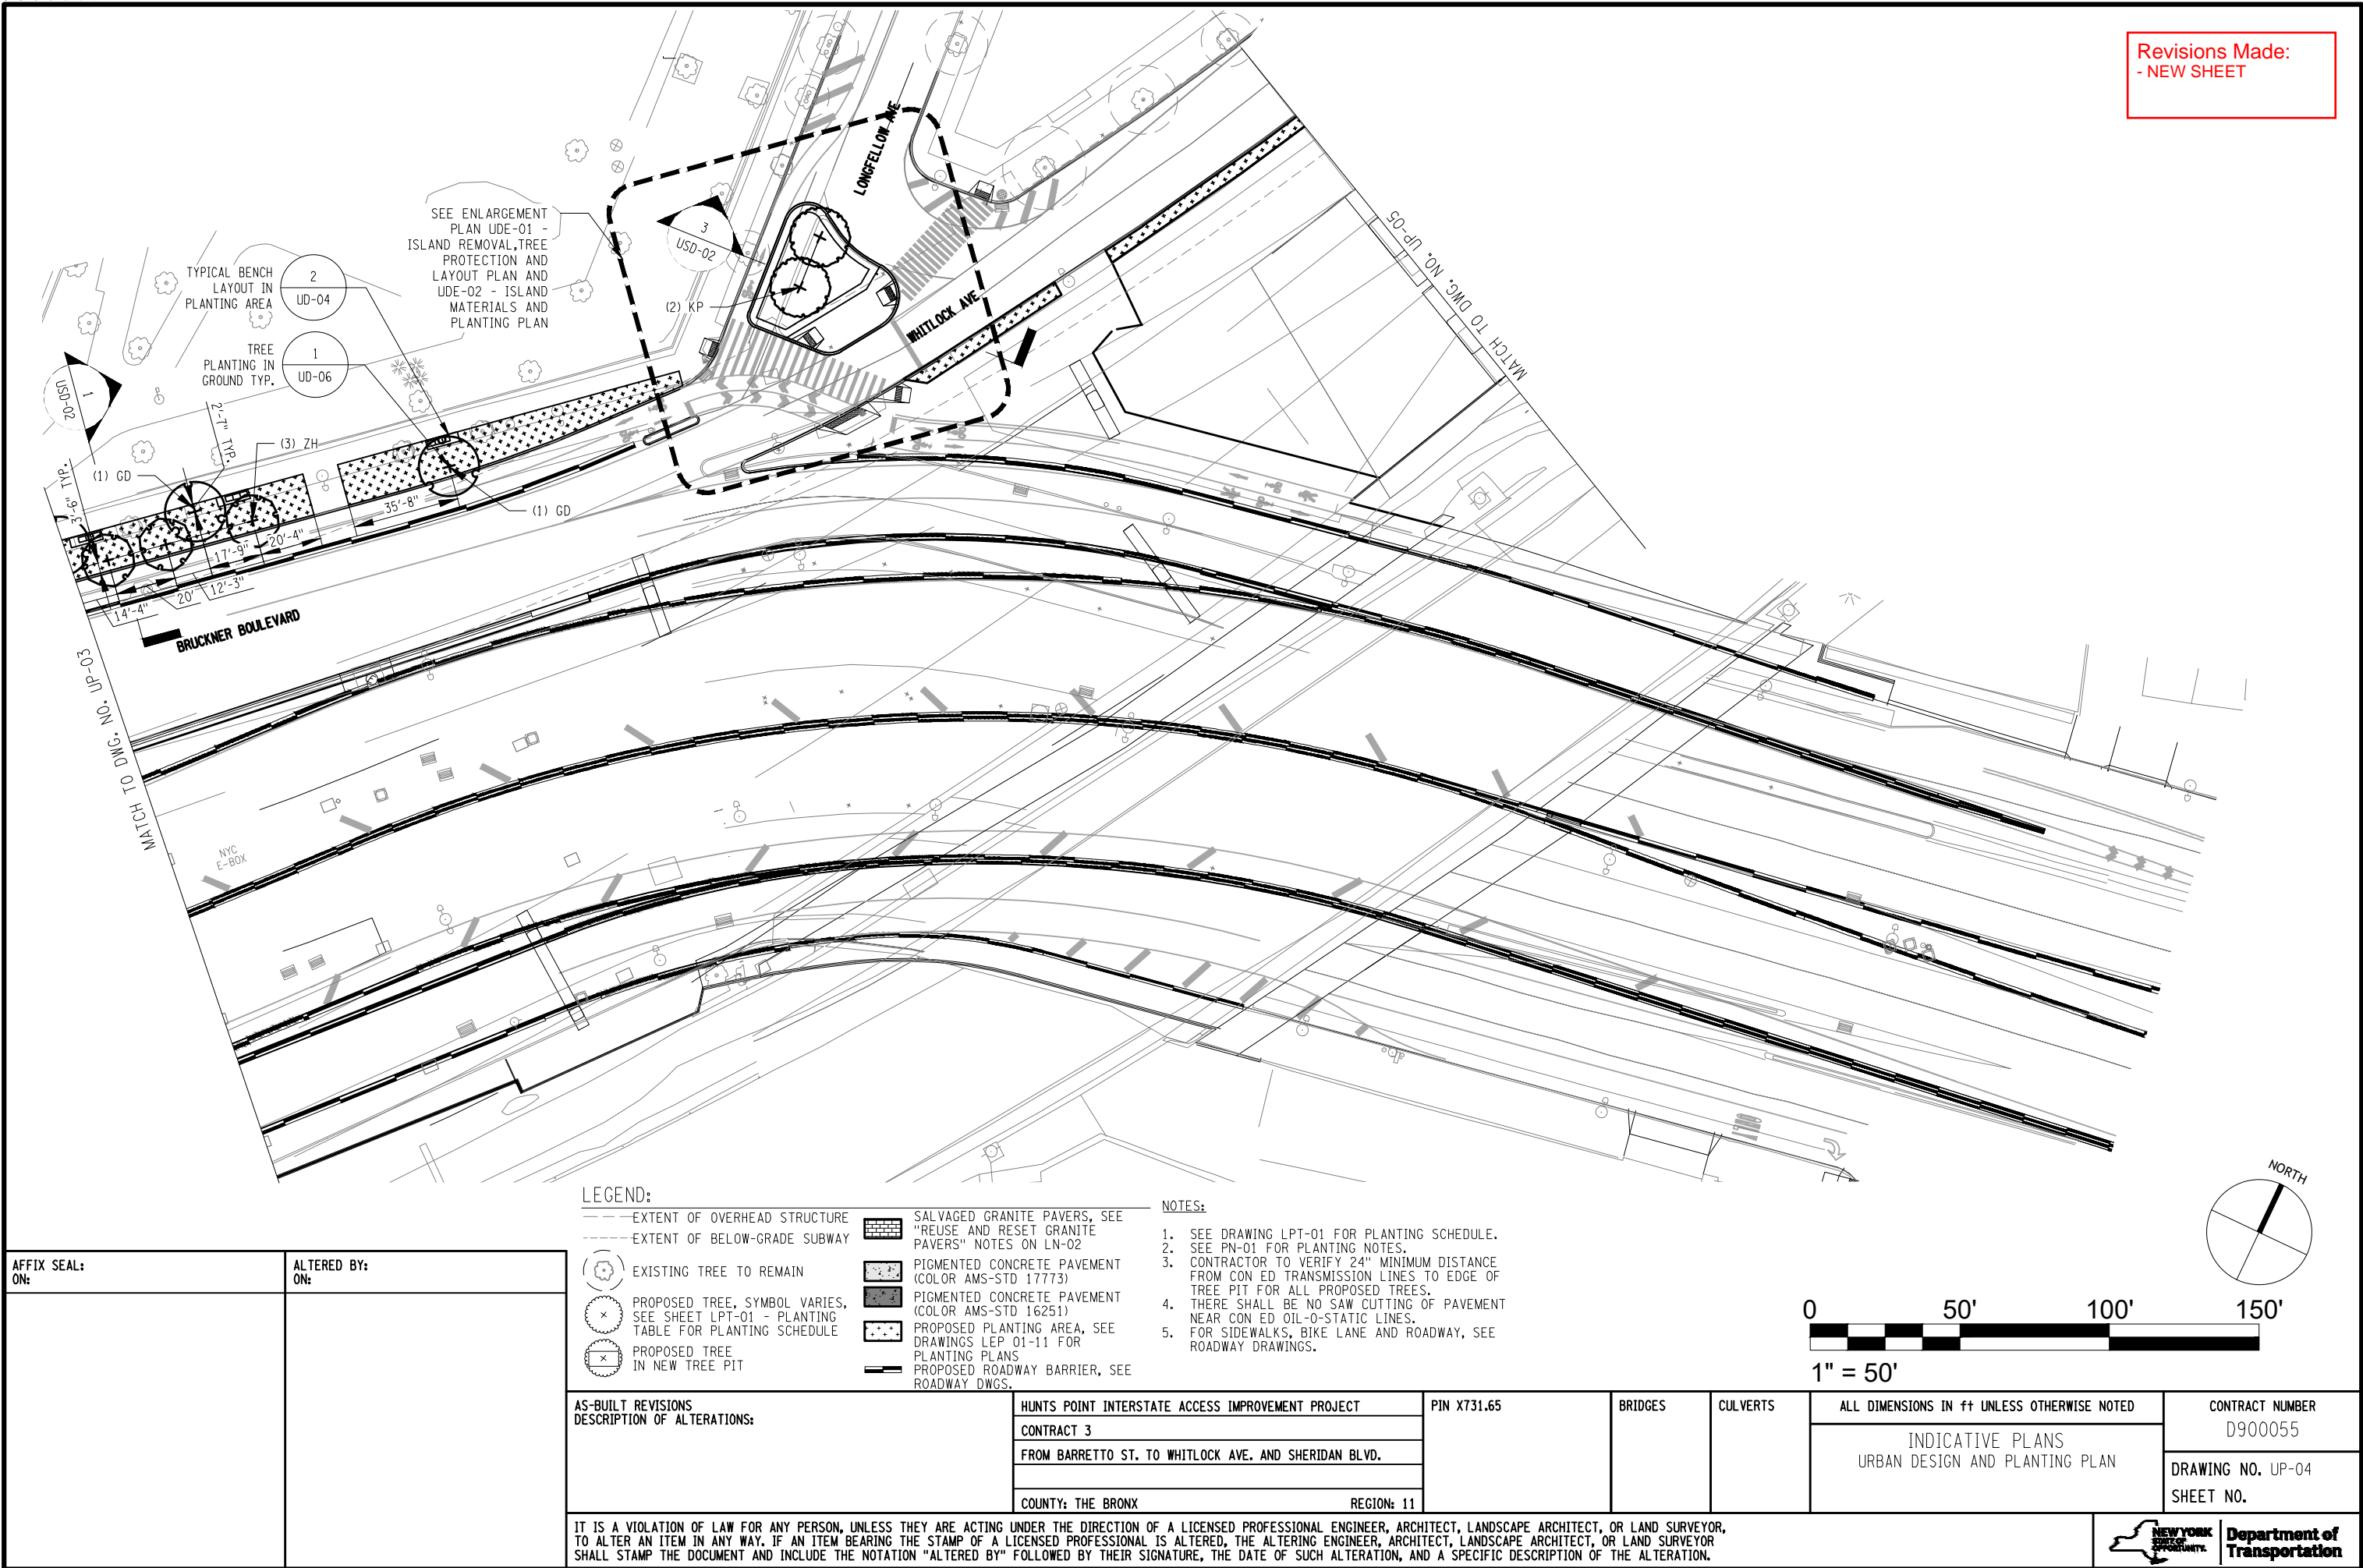 Revisions Made:
- NEW SHEET
LONGFELLOW AVE
SEE ENLARGEMENT
PLAN UDE-01 -
ISLAND REMOVAL,TREE
PROTECTION AND
LAYOUT PLAN AND
UDE-02 - ISLAND
MATERIALS AND
PLANTING PLAN
3
USD-02
TYPICAL BENCH
LAYOUT IN
PLANTING AREA
2
UD-04
TREE
PLANTING IN
GROUND TYP.
1
UD-06
(2) KP
WHITLOCK AVE
MATCH TO DWG. NO. UP-05
1
USD-02
2'-7" TYP.
(3) ZH
3'-6" TYP.
(1) GD
(1) GD
35'-8"
20'-4"
17'-9"
12'-3"
20'
14'-4"
BRUCKNER BOULEVARD
MATCH TO DWG. NO. UP-03
NYC
E-BOX
NORTH
LEGEND:
EXTENT OF OVERHEAD STRUCTURE
EXTENT OF BELOW-GRADE SUBWAY
EXISTING TREE TO REMAIN
PROPOSED TREE, SYMBOL VARIES,
SEE SHEET LPT-01 - PLANTING
TABLE FOR PLANTING SCHEDULE
PROPOSED TREE
IN NEW TREE PIT
SALVAGED GRANITE PAVERS, SEE
"REUSE AND RESET GRANITE
PAVERS" NOTES ON LN-02
PIGMENTED CONCRETE PAVEMENT
(COLOR AMS-STD 17773)
PIGMENTED CONCRETE PAVEMENT
(COLOR AMS-STD 16251)
PROPOSED PLANTING AREA, SEE
DRAWINGS LEP 01-11 FOR
PLANTING PLANS
PROPOSED ROADWAY BARRIER, SEE
ROADWAY DWGS.
NOTES:
1. SEE DRAWING LPT-01 FOR PLANTING SCHEDULE.
2. SEE PN-01 FOR PLANTING NOTES.
3. CONTRACTOR TO VERIFY 24" MINIMUM DISTANCE
FROM CON ED TRANSMISSION LINES TO EDGE OF
TREE PIT FOR ALL PROPOSED TREES.
4. THERE SHALL BE NO SAW CUTTING OF PAVEMENT
NEAR CON ED OIL-O-STATIC LINES.
5. FOR SIDEWALKS, BIKE LANE AND ROADWAY, SEE
ROADWAY DRAWINGS.
0 50' 100' 150'
1" = 50'
AFFIX SEAL:
ON:
ALTERED BY:
ON:
AS-BUILT REVISIONS
DESCRIPTION OF ALTERATIONS:
HUNTS POINT INTERSTATE ACCESS IMPROVEMENT PROJECT
CONTRACT 3
FROM BARRETTO ST. TO WHITLOCK AVE. AND SHERIDAN BLVD.
COUNTY: THE BRONX REGION: 11
PIN X731.65
BRIDGES
CULVERTS
ALL DIMENSIONS IN ft UNLESS OTHERWISE NOTED
INDICATIVE PLANS
URBAN DESIGN AND PLANTING PLAN
CONTRACT NUMBER
D900055
DRAWING NO. UP-04
SHEET NO.
IT IS A VIOLATION OF LAW FOR ANY PERSON, UNLESS THEY ARE ACTING UNDER THE DIRECTION OF A LICENSED PROFESSIONAL ENGINEER, ARCHITECT, LANDSCAPE ARCHITECT, OR LAND SURVEYOR,
TO ALTER AN ITEM IN ANY WAY. IF AN ITEM BEARING THE STAMP OF A LICENSED PROFESSIONAL IS ALTERED, THE ALTERING ENGINEER, ARCHITECT, LANDSCAPE ARCHITECT, OR LAND SURVEYOR
SHALL STAMP THE DOCUMENT AND INCLUDE THE NOTATION "ALTERED BY" FOLLOWED BY THEIR SIGNATURE, THE DATE OF SUCH ALTERATION, AND A SPECIFIC DESCRIPTION OF THE ALTERATION.
NEW YORK
STATE OF
OPPORTUNITY.
Department of
Transportation